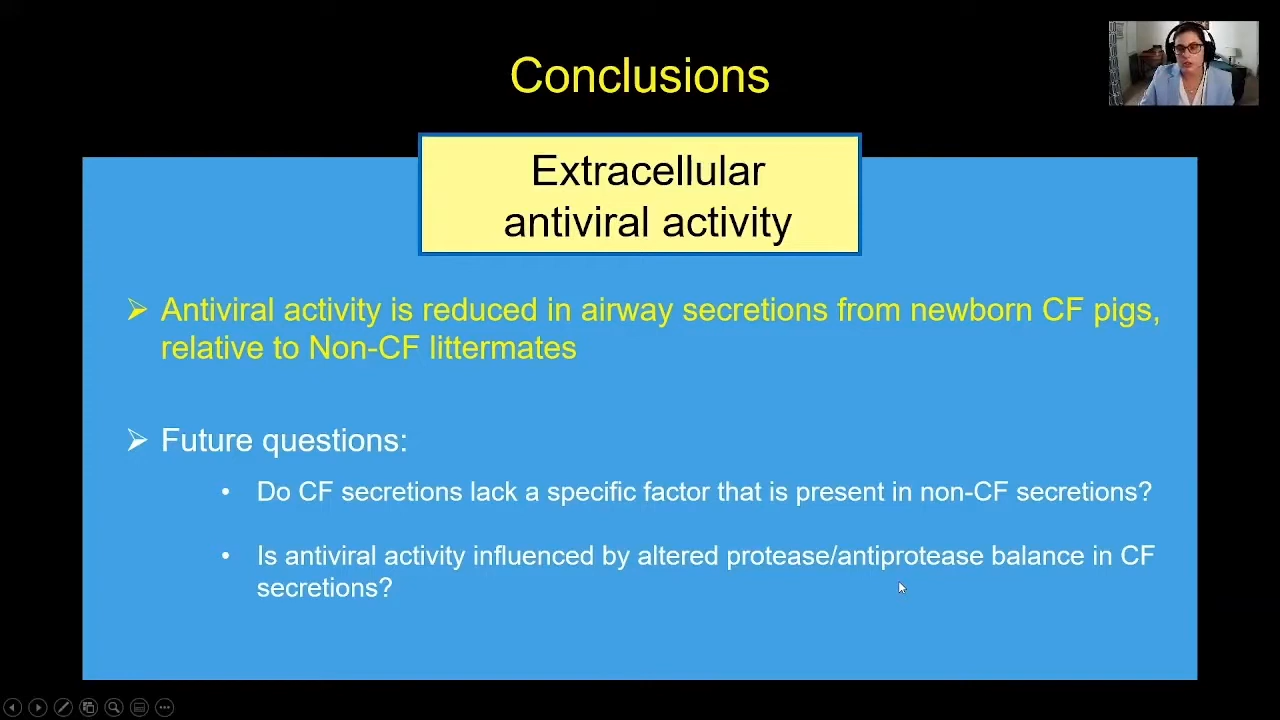 Conclusions
Extracellular
antiviral activity
➢ Antiviral activity is reduced in airway secretions from newborn CF pigs,
relative to Non-CF littermates
➢ Future questions:
• Do CF secretions lack a specific factor that is present in non-CF secretions?
• Is antiviral activity influenced by altered protease/antiprotease balance in CF
secretions?